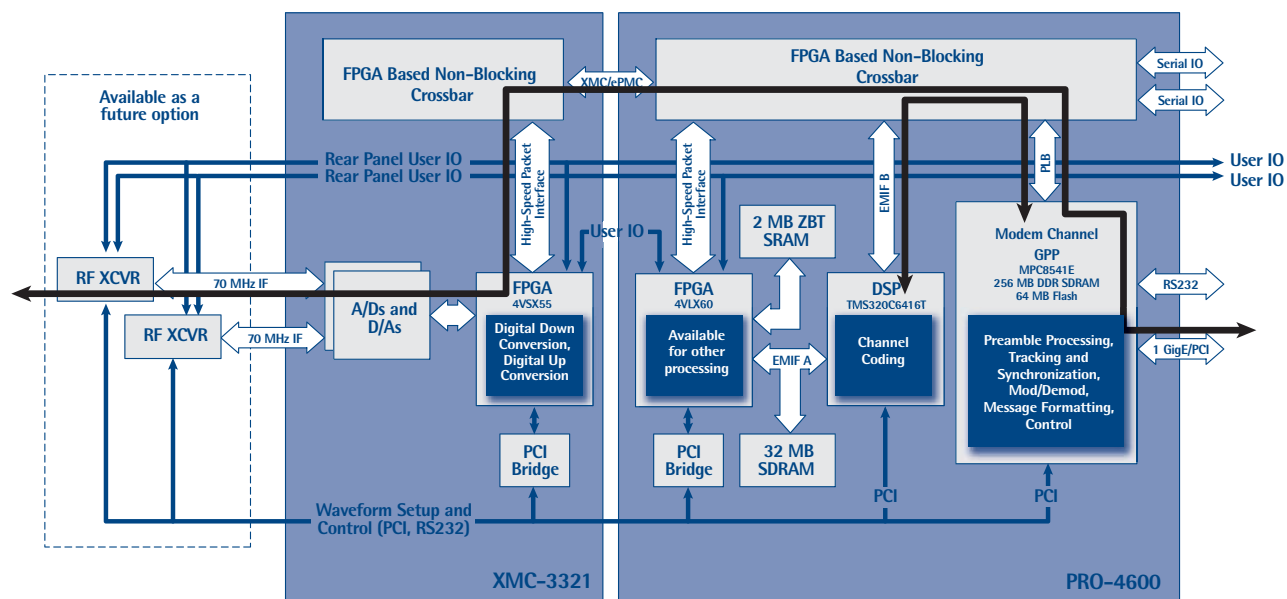 FPGA Based Non-Blocking
Crossbar
XMC/ePMC
FPGA Based Non-Blocking
Crossbar
Serial IO
Serial IO
Available as a
future option
Rear Panel User IO
Rear Panel User IO
User IO
User IO
High-Speed Packet
Interface
High-Speed Packet
Interface
EMIF B
PLB
User IO
2 MB ZBT
SRAM
RF XCVR
70 MHz IF
RF XCVR
70 MHz IF
A/Ds and
D/As
FPGA
4VSX55
Digital Down
Conversion,
Digital Up
Conversion
FPGA
4VLX60
Available
for other
processing
EMIF A
DSP
TMS320C6416T
Channel
Coding
Modem Channel
GPP
MPC8541E
256 MB DDR SDRAM
64 MB Flash
Preamble Processing,
Tracking and
Synchronization,
Mod/Demod,
Message Formatting,
Control
RS232
1 GigE/PCI
PCI
Bridge
PCI
Bridge
32 MB
SDRAM
PCI
PCI
Waveform Setup and
Control (PCI, RS232)
XMC-3321
PRO-4600